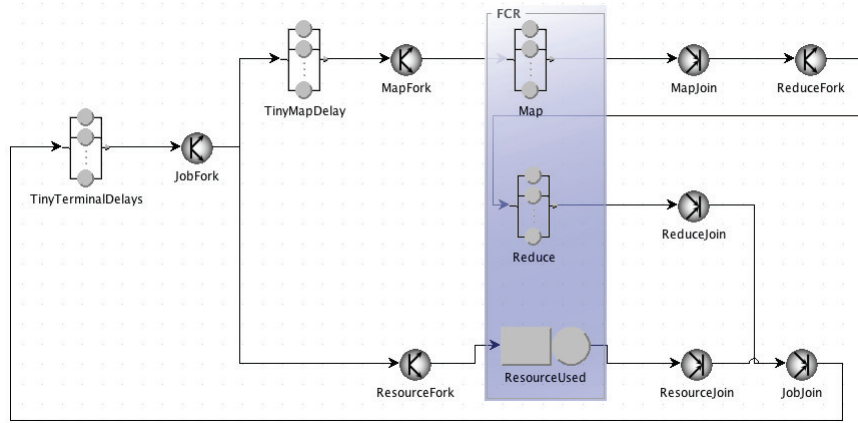 FCR
TinyMapDelay
MapFork
Map
MapJoin
ReduceFork
TinyTerminalDelays
JobFork
Reduce
ReduceJoin
ResourceFork
ResourceUsed
ResourceJoin
JobJoin